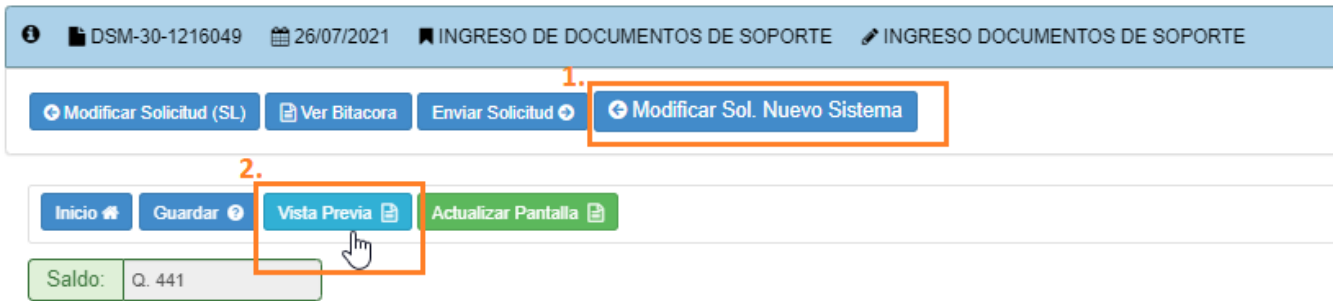 DSM-30-1216049 26/07/2021 INGRESO DE DOCUMENTOS DE SOPORTE INGRESO DOCUMENTOS DE SOPORTE
1.
Modificar Solicitud (SL) Ver Bitacora Enviar Solicitud Modificar Sol. Nuevo Sistema
2.
Inicio Guardar Vista Previa Actualizar Pantalla
Saldo: Q. 441